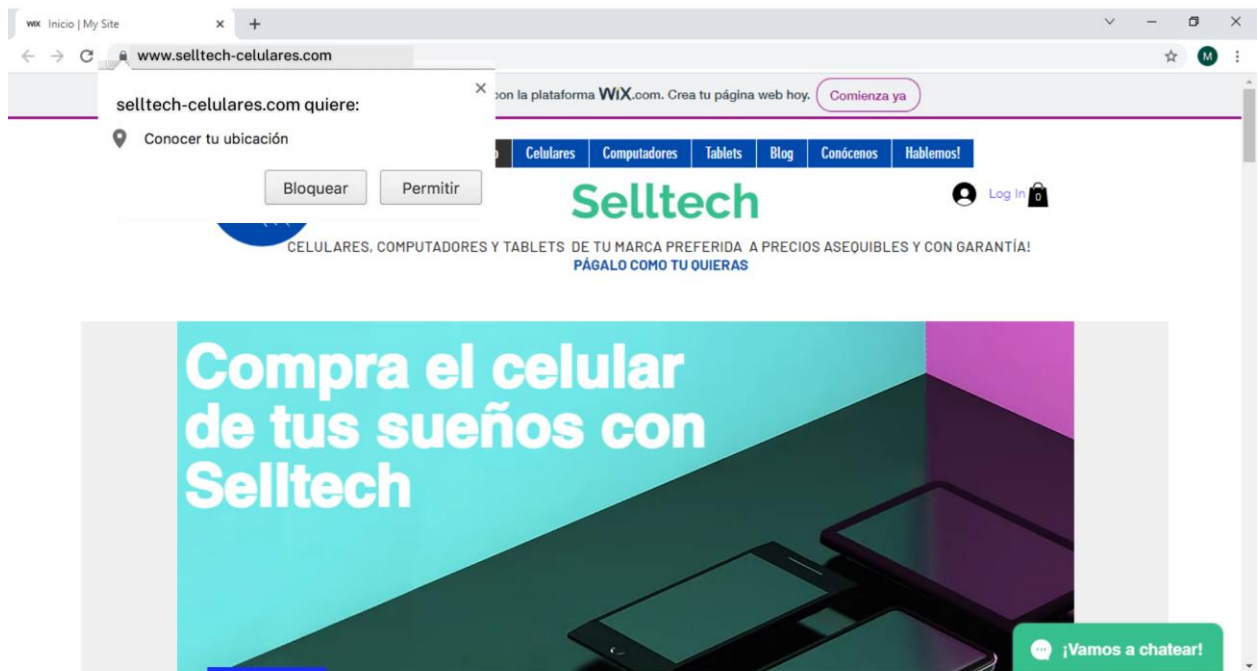 WIX Inicio | My Site
www.selltech-celulares.com
selltech-celulares.com quiere:
Conocer tu ubicación
Bloquear Permitir
con la plataforma WiX.com. Crea tu página web hoy. Comienza ya
Celulares Computadores Tablets Blog Conócenos Hablemos!
Selltech
Log In 0
CELULARES, COMPUTADORES Y TABLETS DE TU MARCA PREFERIDA A PRECIOS ASEQUIBLES Y CON GARANTÍA!
PÁGALO COMO TU QUIERAS
Compra el celular
de tus sueños con
Selltech
¡Vamos a chatear!
M